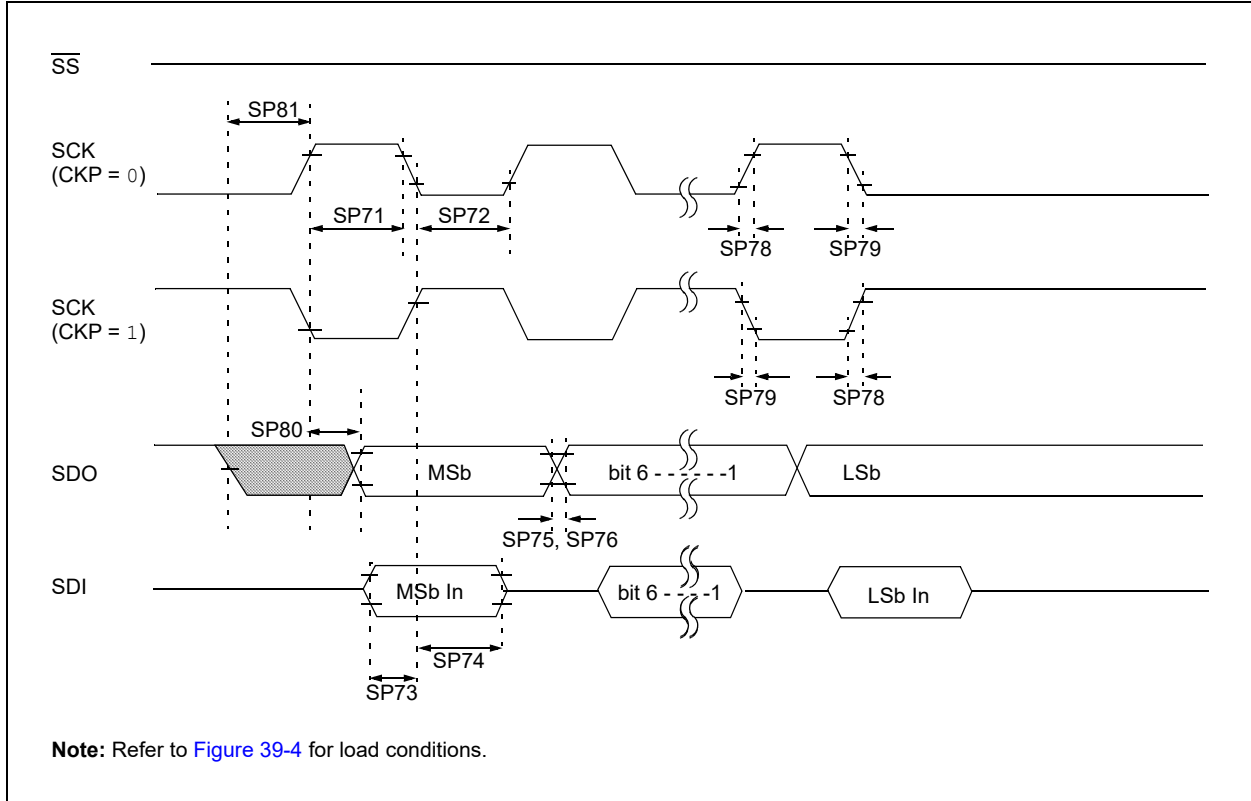 SS
SP81
SCK
(CKP = 0)
SP71
SP72
SP78
SP79
SCK
(CKP = 1)
SP79
SP78
SP80
SDO
MSb
bit 6 - - - - - -1
LSb
SP75, SP76
SDI
MSb In
bit 6 - - - -1
LSb In
SP74
SP73
Note: Refer to Figure 39-4 for load conditions.